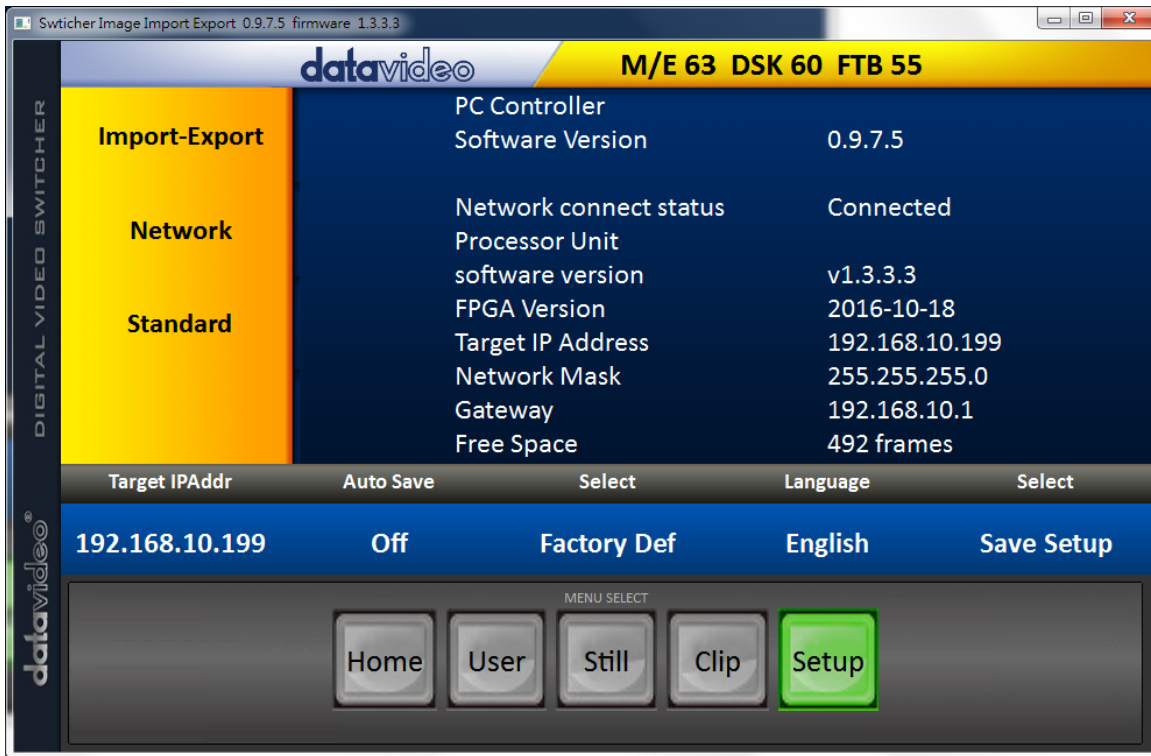 Swticher Image Import Export 0.9.7.5 firmware 1.3.3.3
datavideo M/E 63 DSK 60 FTB 55
DIGITAL VIDEO SWITCHER
datavideo®
Import-Export
Network
Standard
PC Controller
Software Version 0.9.7.5
Network connect status Connected
Processor Unit
software version v1.3.3.3
FPGA Version 2016-10-18
Target IP Address 192.168.10.199
Network Mask 255.255.255.0
Gateway 192.168.10.1
Free Space 492 frames
Target IPAddr Auto Save Select Language Select
192.168.10.199 Off Factory Def English Save Setup
MENU SELECT
Home User Still Clip Setup